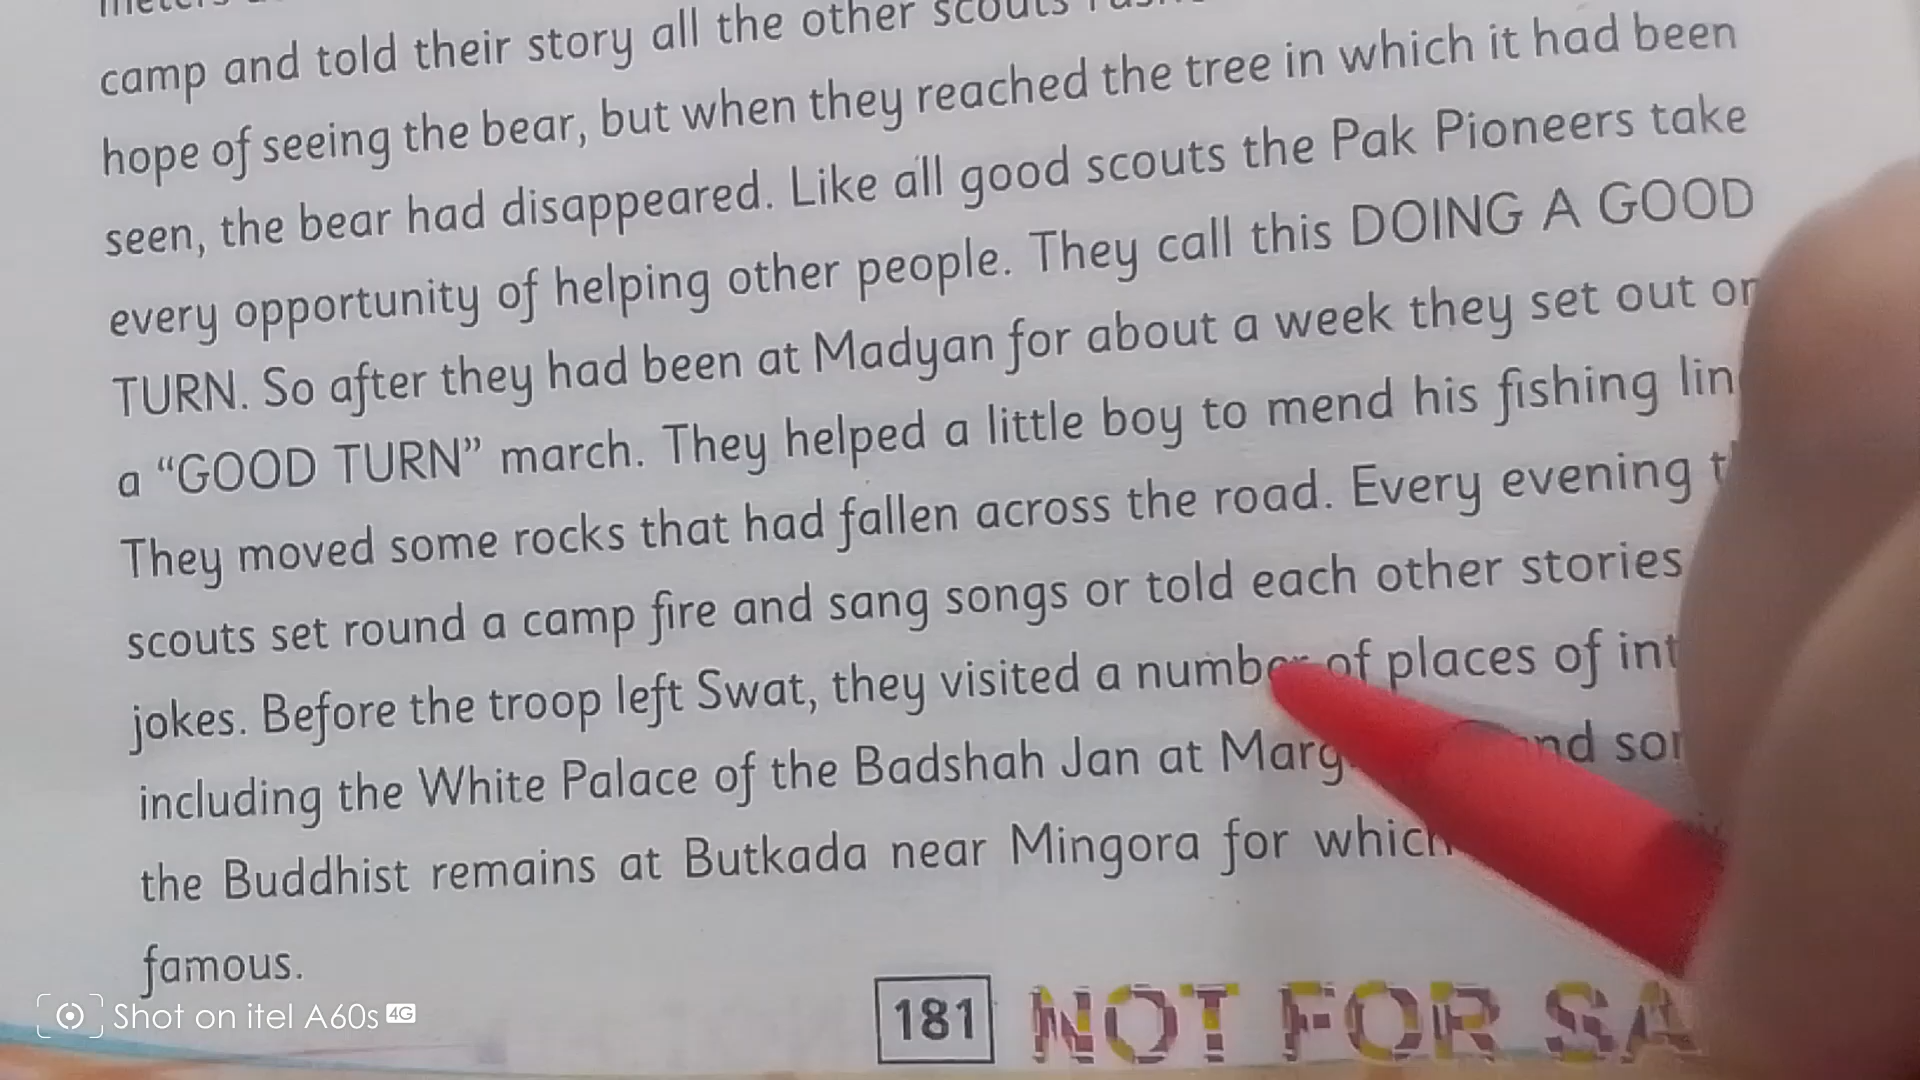 camp and told their story all the other scouts
hope of seeing the bear, but when they reached the tree in which it had been
seen, the bear had disappeared. Like all good scouts the Pak Pioneers take
every opportunity of helping other people. They call this DOING A GOOD
TURN. So after they had been at Madyan for about a week they set out
a “GOOD TURN” march. They helped a little boy to mend his fishing
They moved some rocks that had fallen across the road. Every evening
scouts set round a camp fire and sang songs or told each other stories
jokes. Before the troop left Swat, they visited a number of places of
including the White Palace of the Badshah Jan at
the Buddhist remains at Butkada near Mingora for which
famous.
181 NOT FOR
Shot on itel A60s 4G